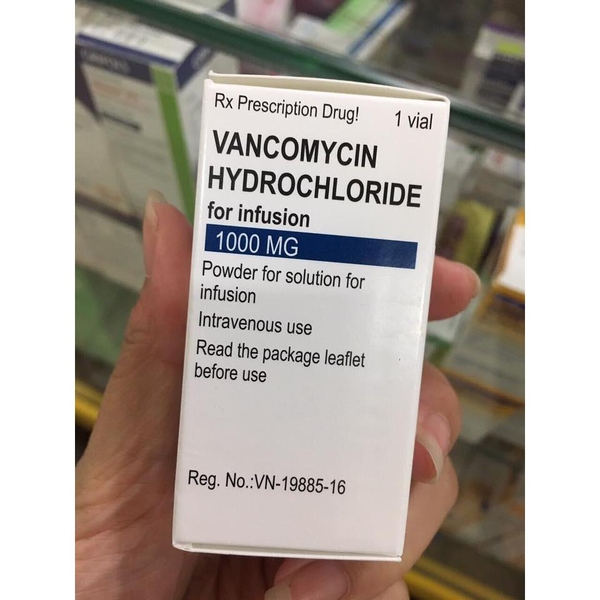 Rx Prescription Drug!
1 vial
VANCOMYCIN
HYDROCHLORIDE
for infusion
1000 MG
Powder for solution for
infusion
Intravenous use
Read the package leaflet
before use
Reg. No.:VN-19885-16